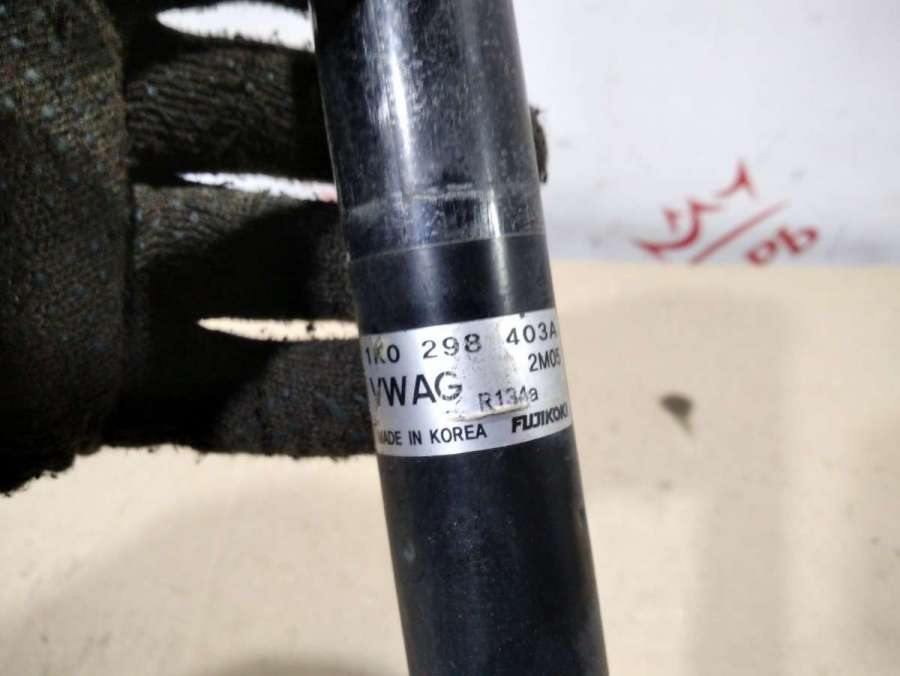 1K0 298 403A
2M05
VWAG R134a
MADE IN KOREA FUJIKOKI